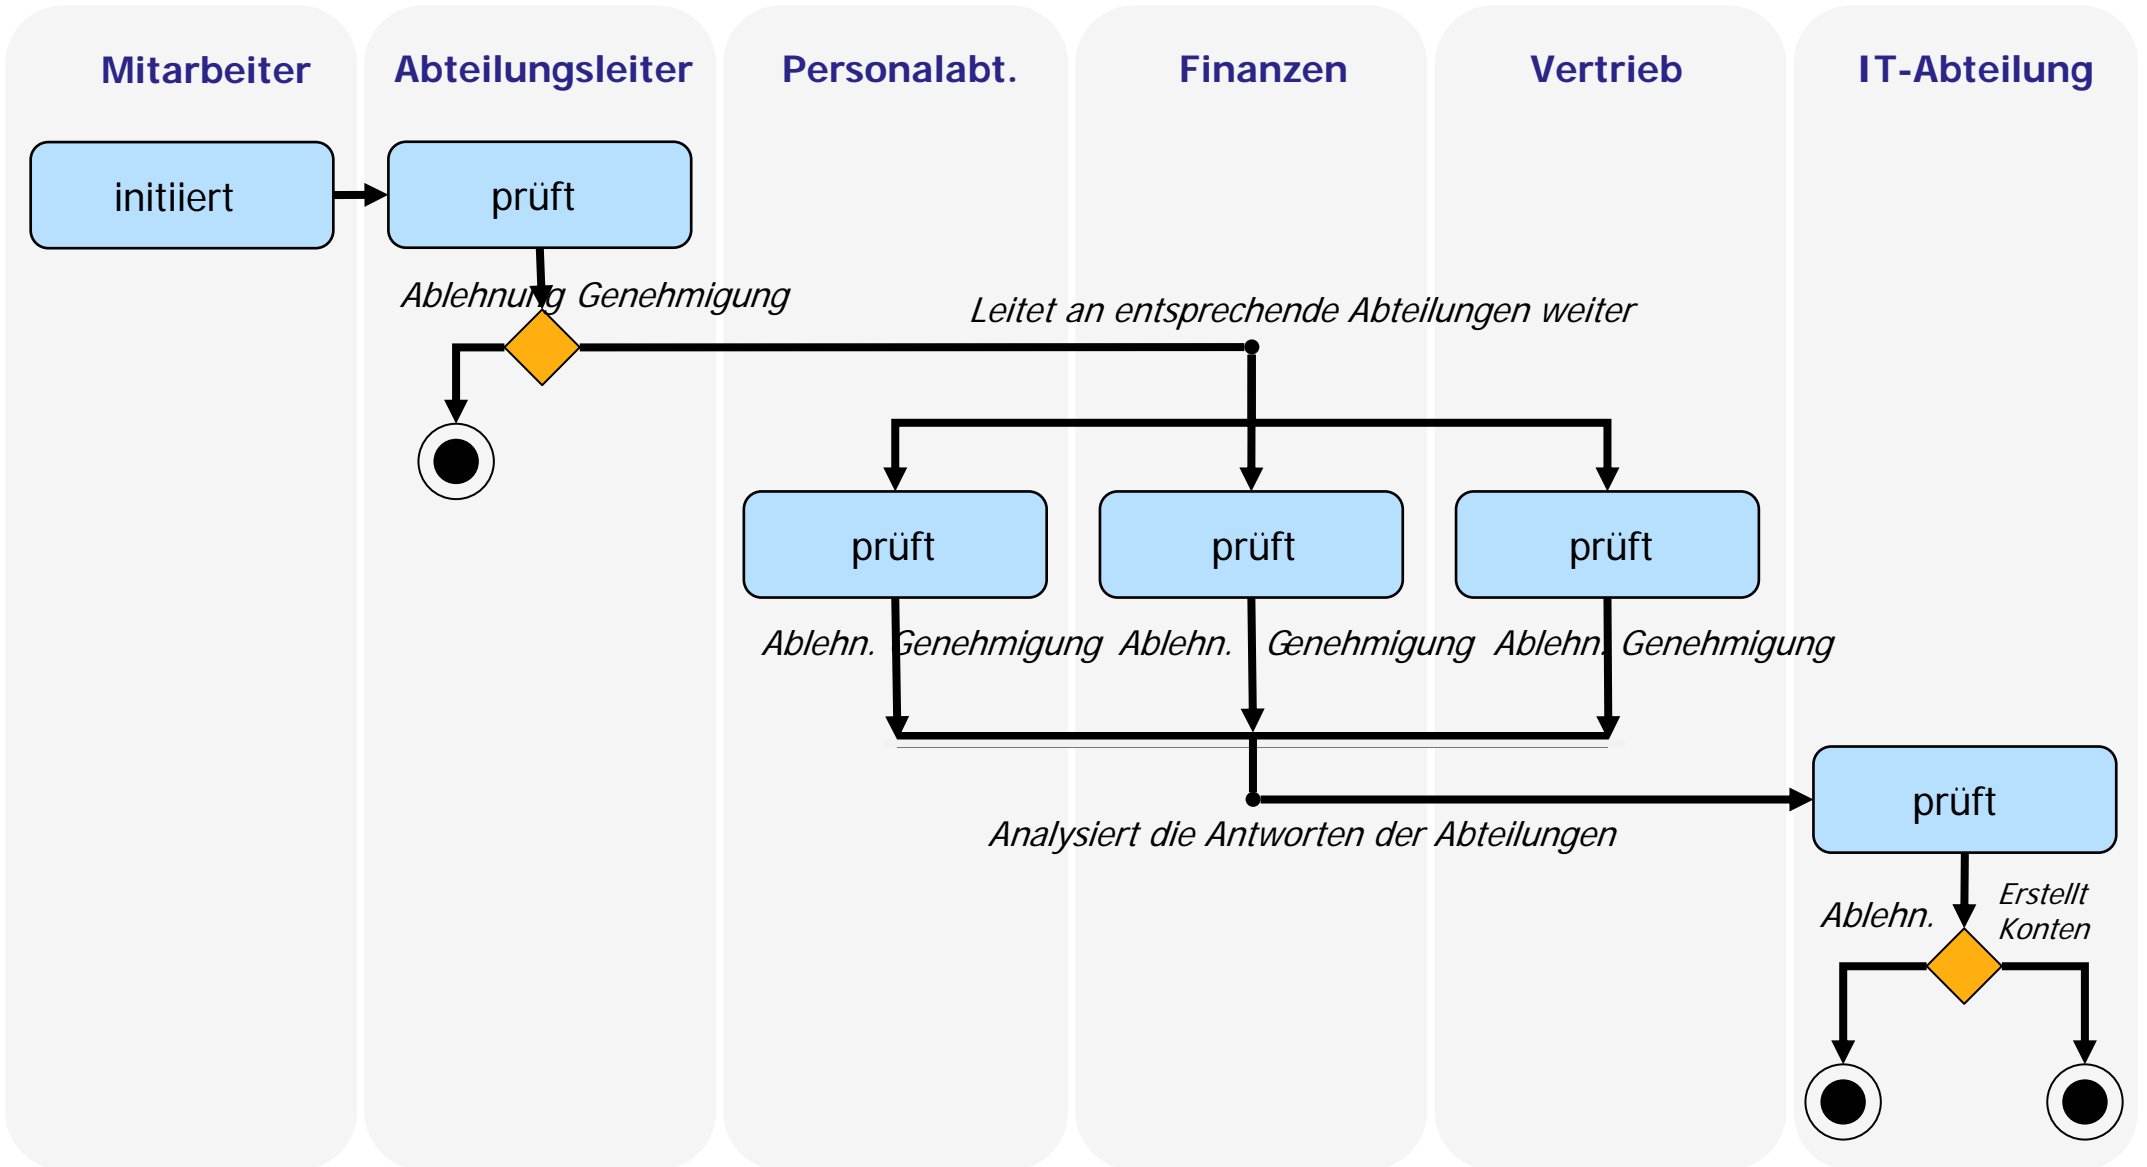 Mitarbeiter
Abteilungsleiter
Personalabt.
Finanzen
Vertrieb
IT-Abteilung
initiiert
prüft
Ablehnung
Genehmigung
Leitet an entsprechende Abteilungen weiter
prüft
prüft
prüft
Ablehn.
Genehmigung
Ablehn.
Genehmigung
Ablehn.
Genehmigung
Analysiert die Antworten der Abteilungen
prüft
Ablehn.
Erstellt
Konten